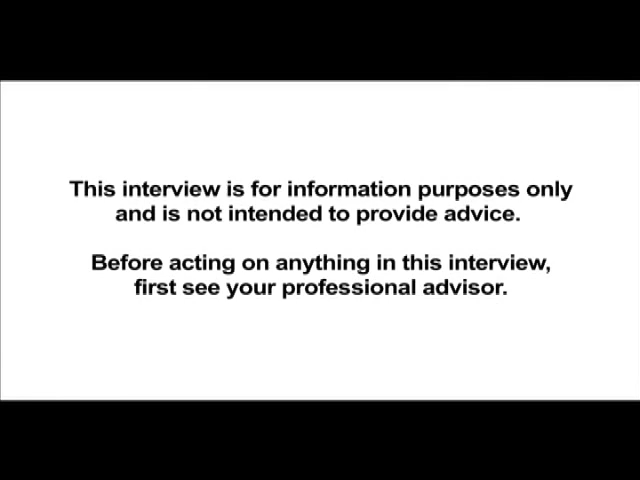 This interview is for information purposes only
and is not intended to provide advice.
Before acting on anything in this interview,
first see your professional advisor.